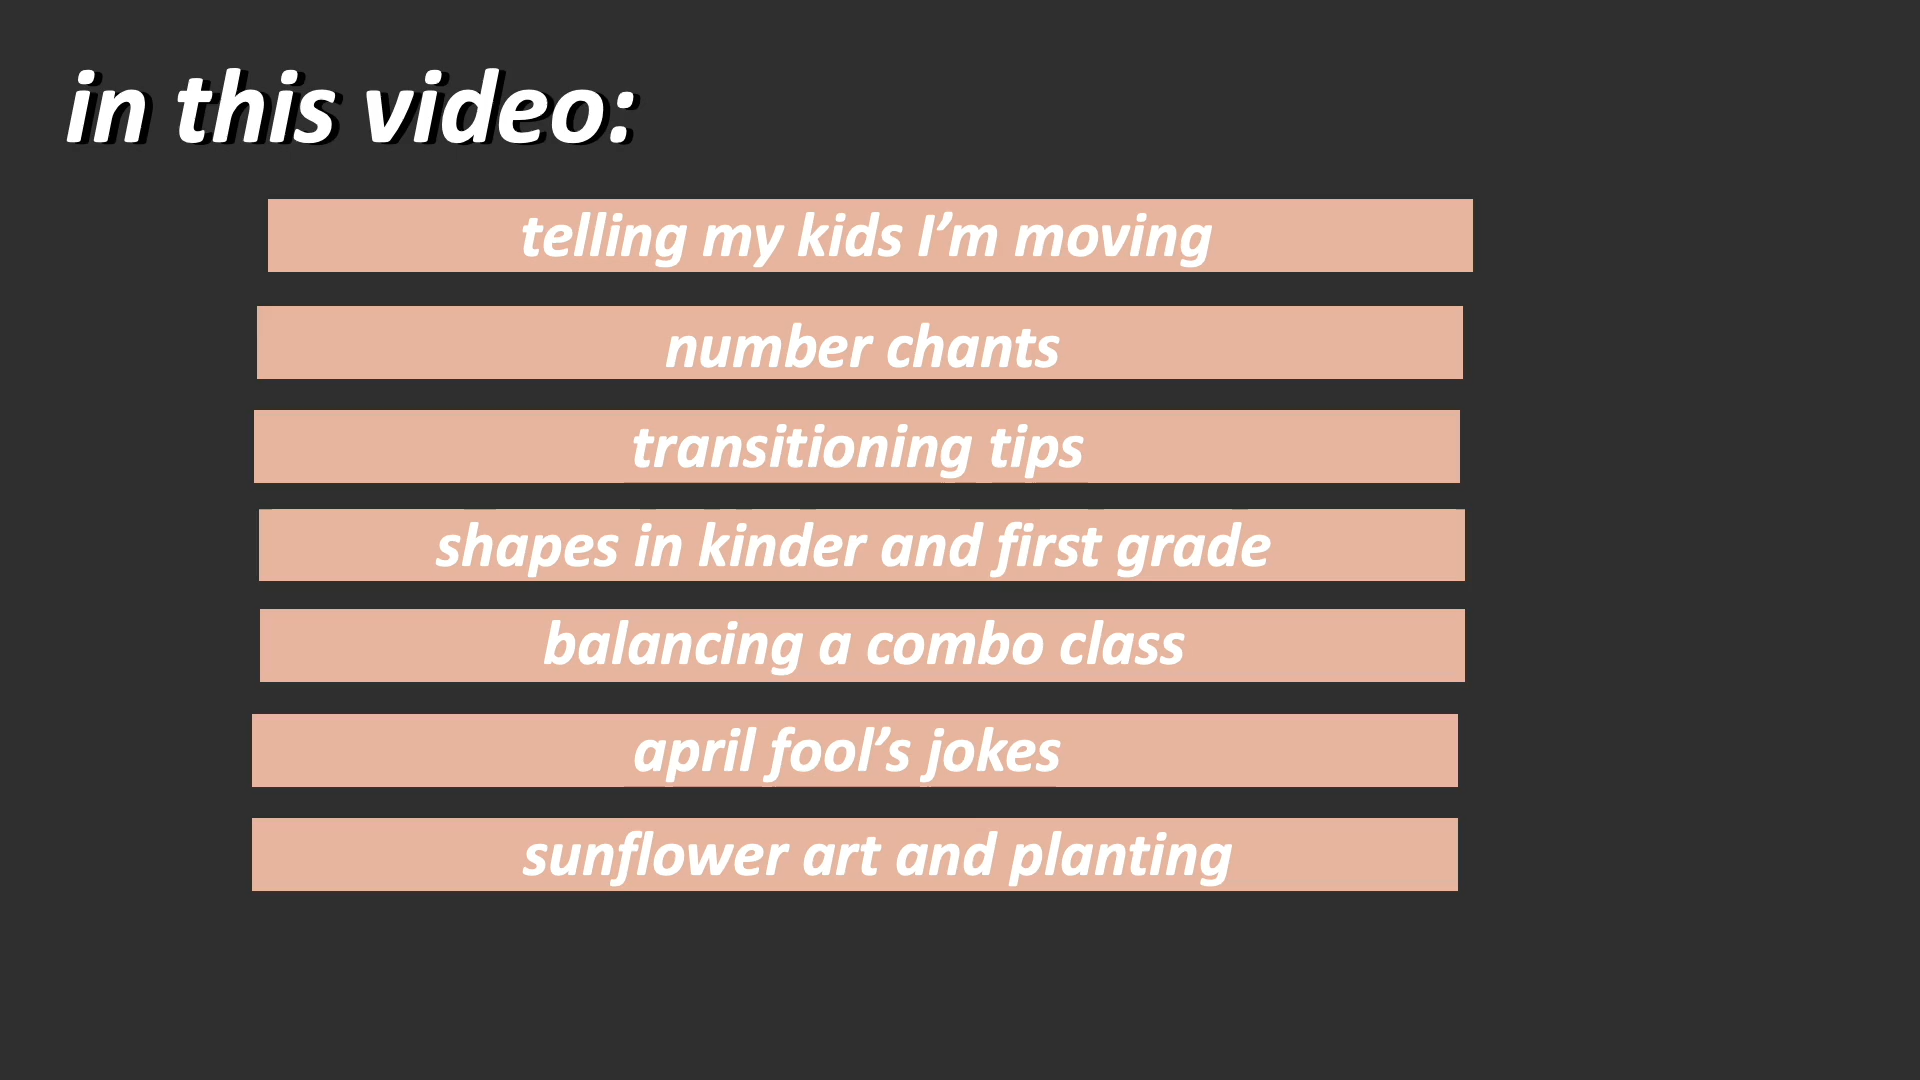 in this video:
telling my kids I’m moving
number chants
transitioning tips
shapes in kinder and first grade
balancing a combo class
april fool’s jokes
sunflower art and planting